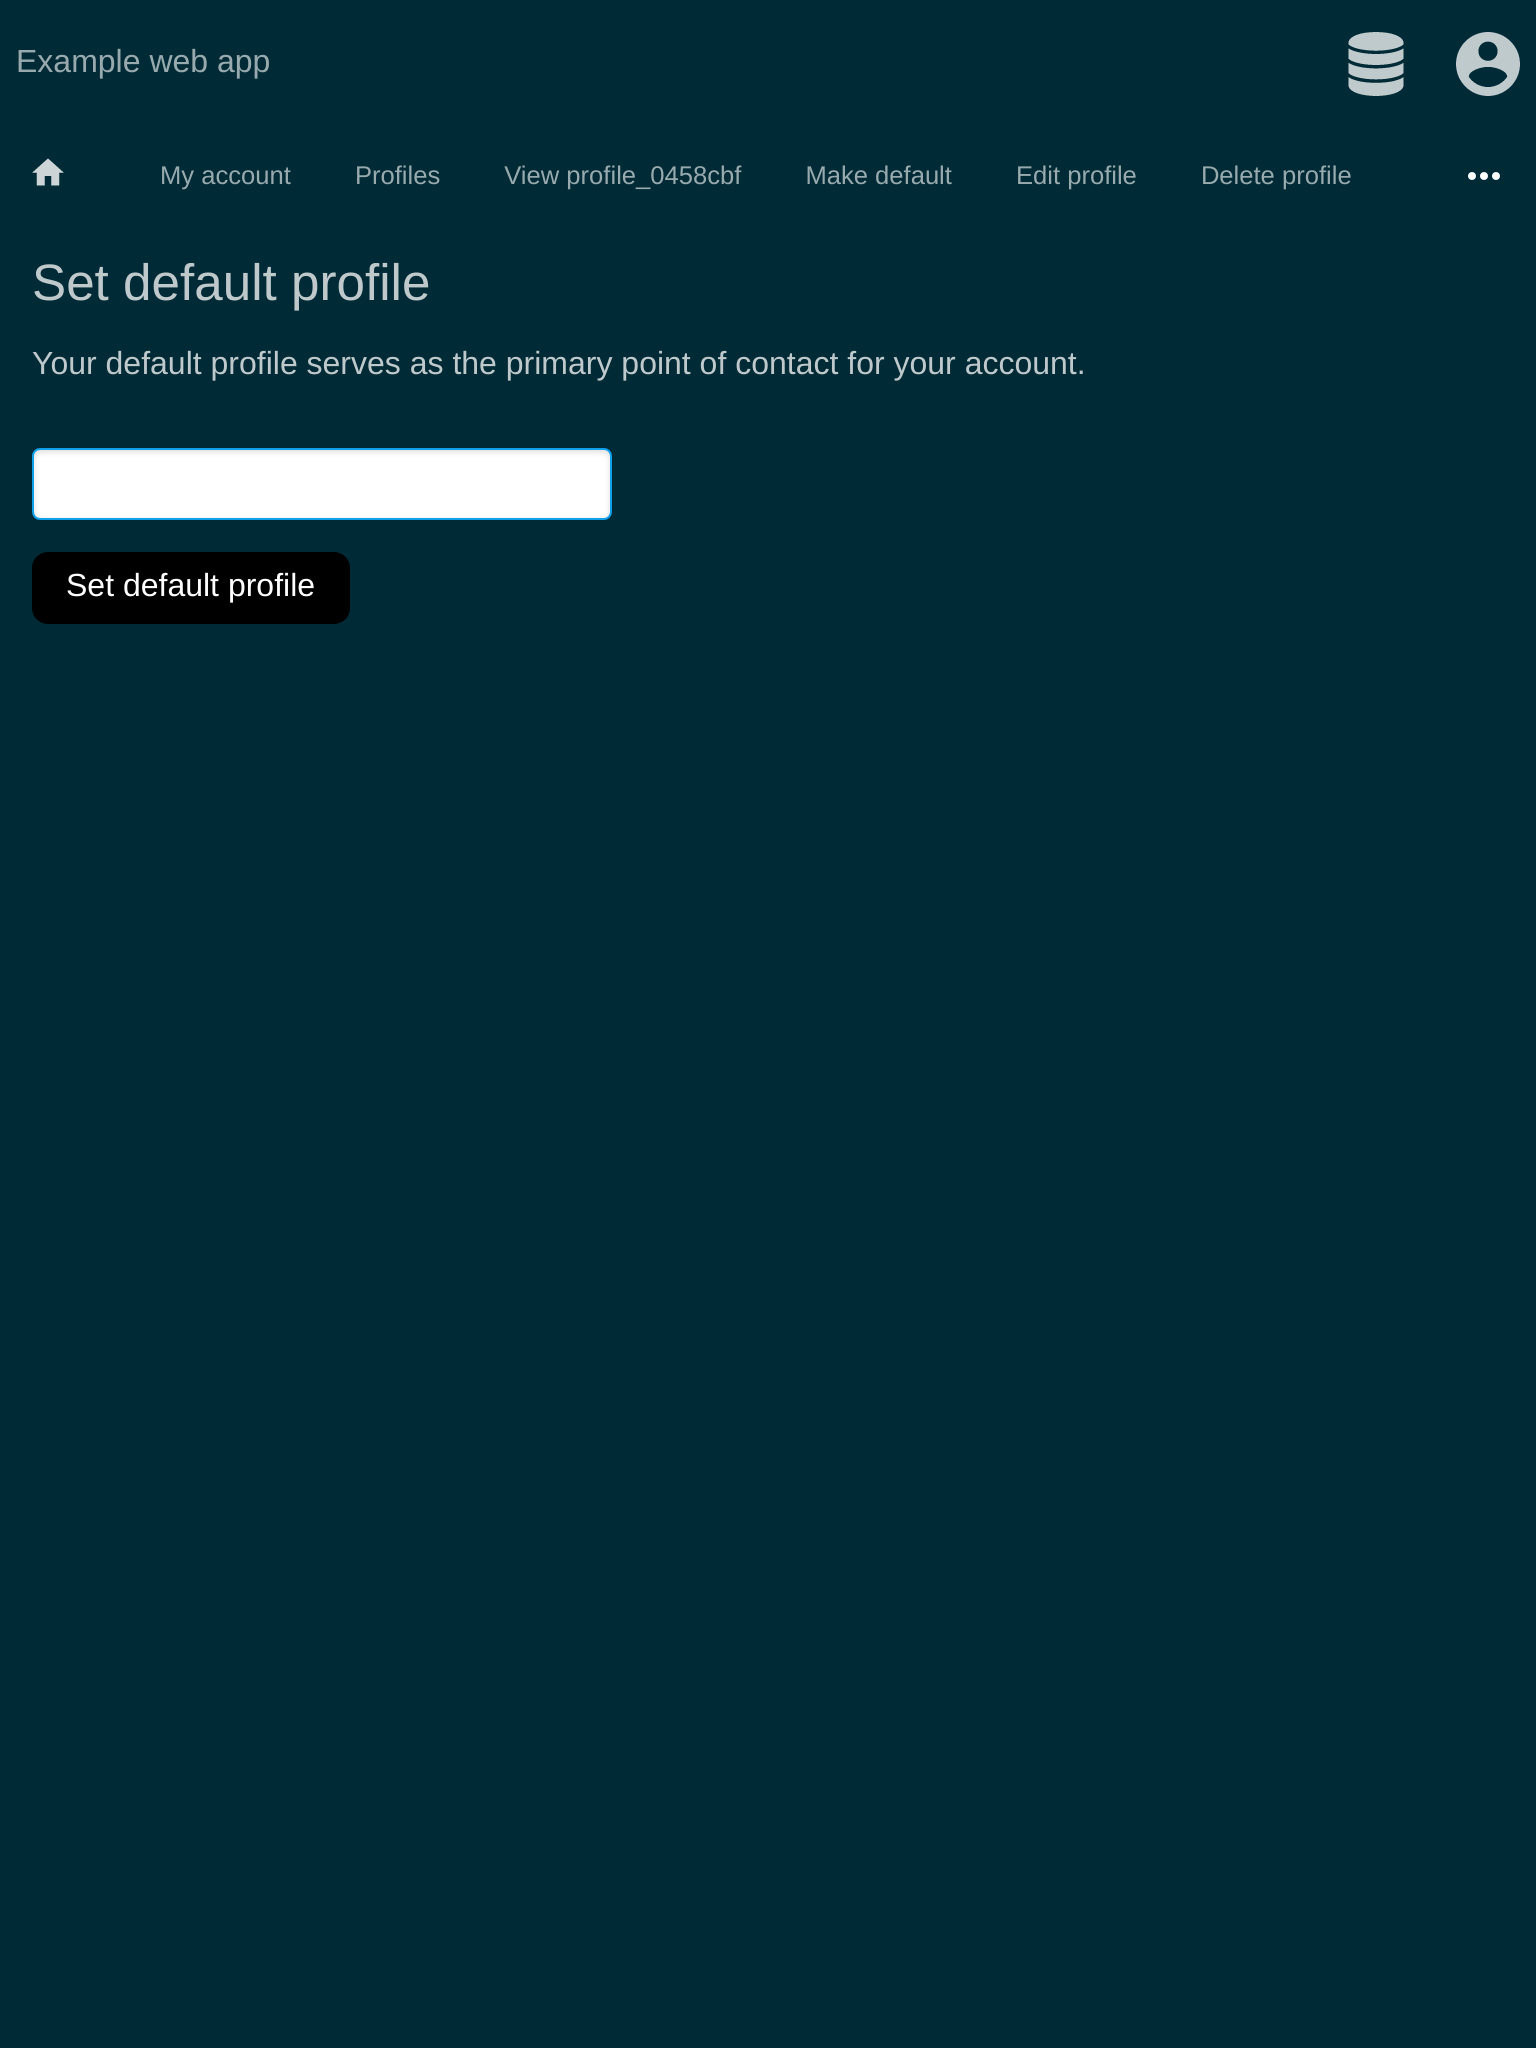 Example web app
My account Profiles View profile_0458cbf Make default Edit profile Delete profile
Set default profile
Your default profile serves as the primary point of contact for your account.
Set default profile